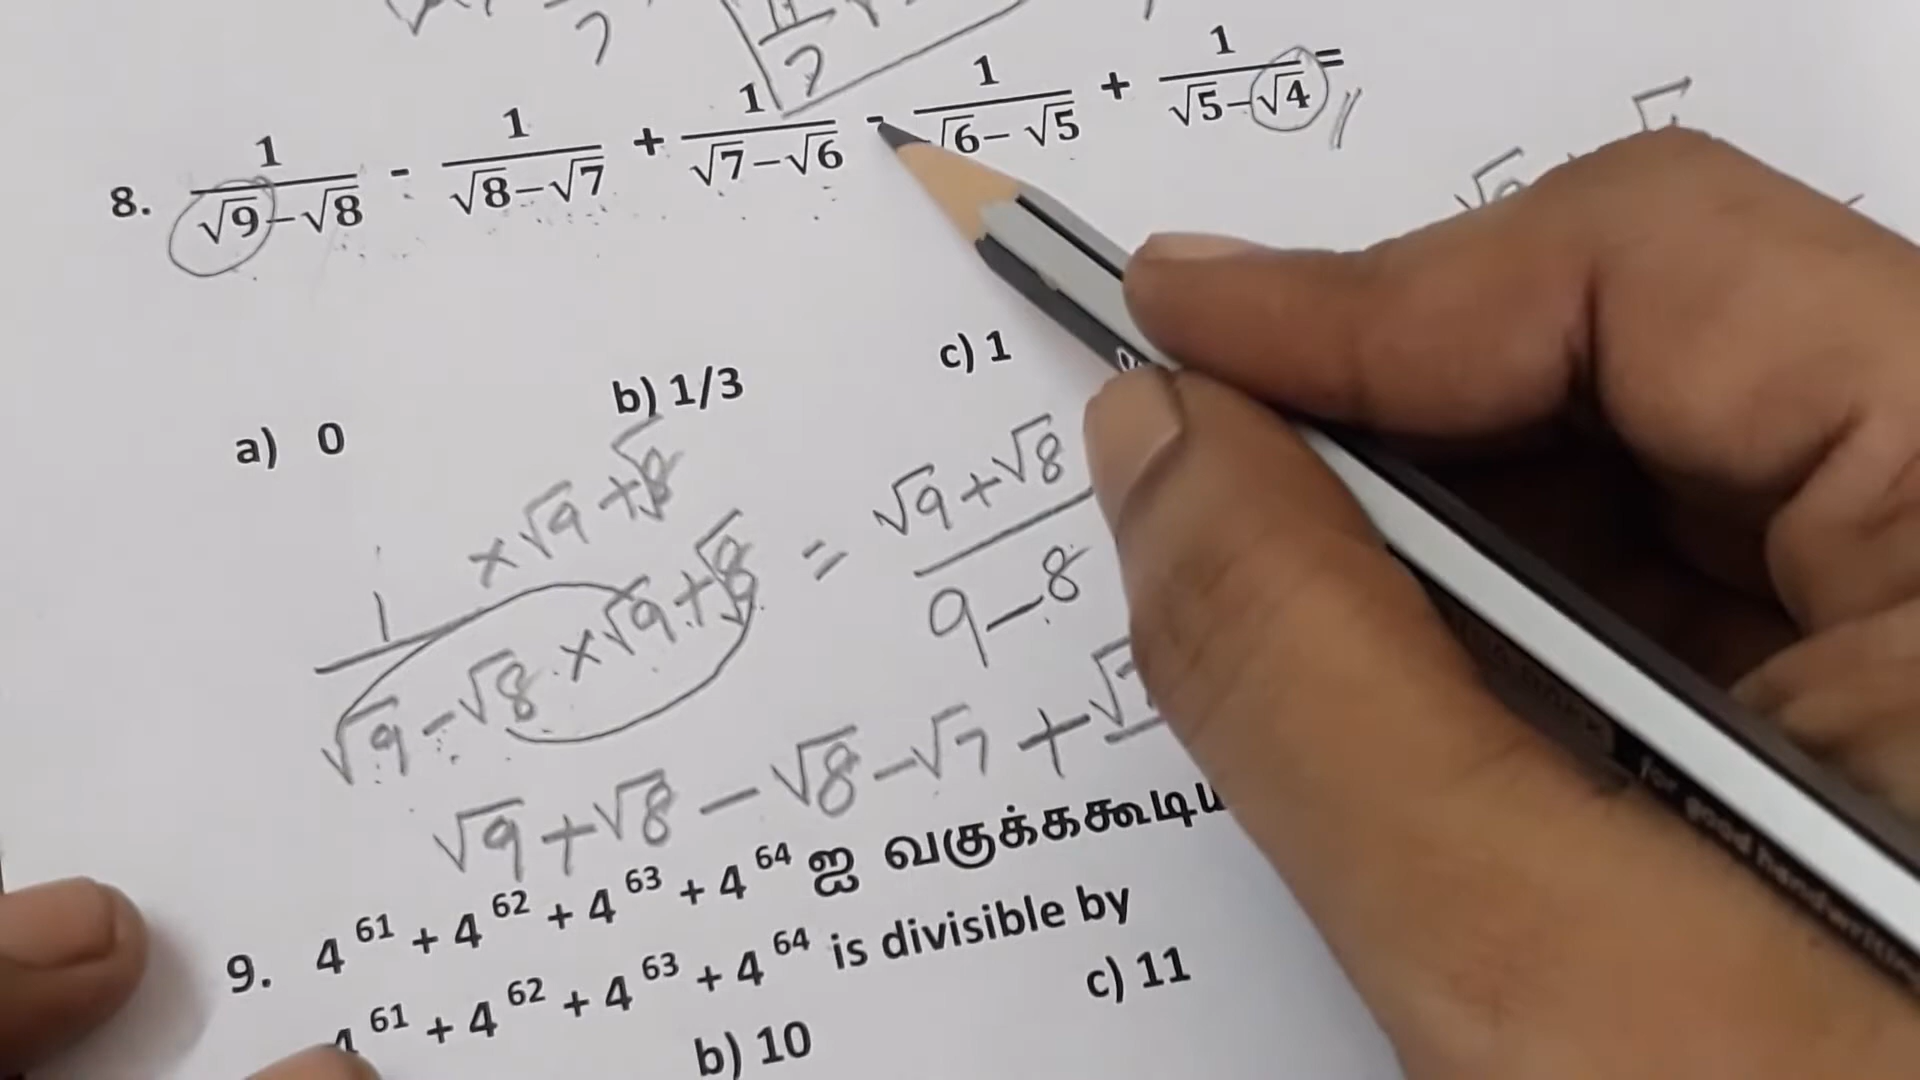 8. 1/(√9-√8) - 1/(√8-√7) + 1/(√7-√6) - 1/(√6-√5) + 1/(√5-√4) =
a) 0 b) 1/3 c) 1
1/(√9-√8) × √9+√8 / × √9+√8 = (√9+√8)/(9-8)
√9+√8 - √8-√7 +
9. 4^61 + 4^62 + 4^63 + 4^64 ஐ
4^61 + 4^62 + 4^63 + 4^64 is divisible by
b) 10 c) 11
for good handwriting